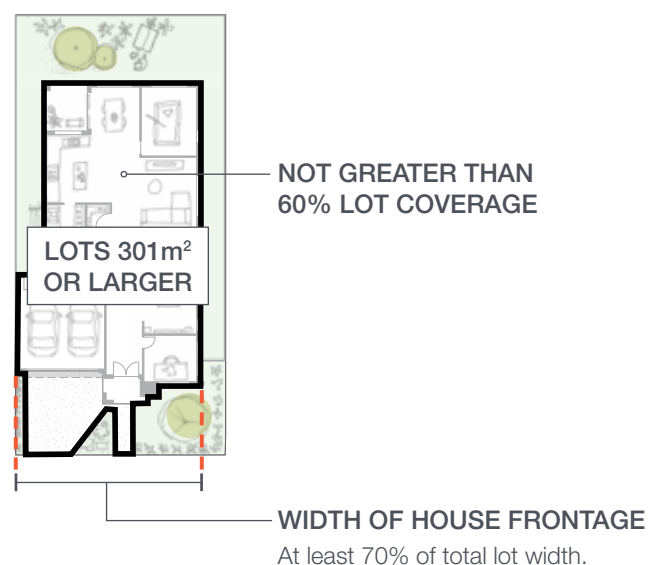 NOT GREATER THAN
60% LOT COVERAGE
LOTS 301m²
OR LARGER
WIDTH OF HOUSE FRONTAGE
At least 70% of total lot width.